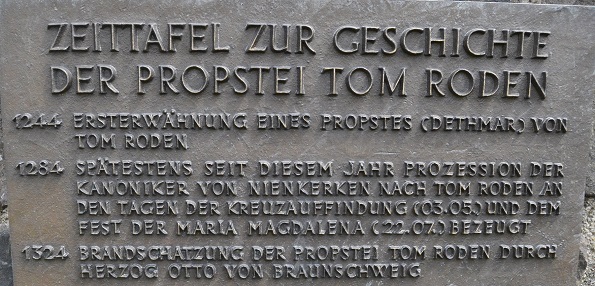 ZEITTAFEL ZUR GESCHICHTE
DER PROPSTEI TOM RODEN
1244 ERSTERWÄHNUNG EINES PROPSTES (DETHMAR) VON
TOM RODEN
1284 SPÄTESTENS SEIT DIESEM JAHR PROZESSION DER
KANONIKER VON NIENKERKEN NACH TOM RODEN AN
DEN TAGEN DER KREUZAUFFINDUNG (03.05.) UND DEM
FEST DER MARIA MAGDALENA (22.07.) BEZEUGT
1324 BRANDSCHATZUNG DER PROPSTEI TOM RODEN DURCH
HERZOG OTTO VON BRAUNSCHWEIG